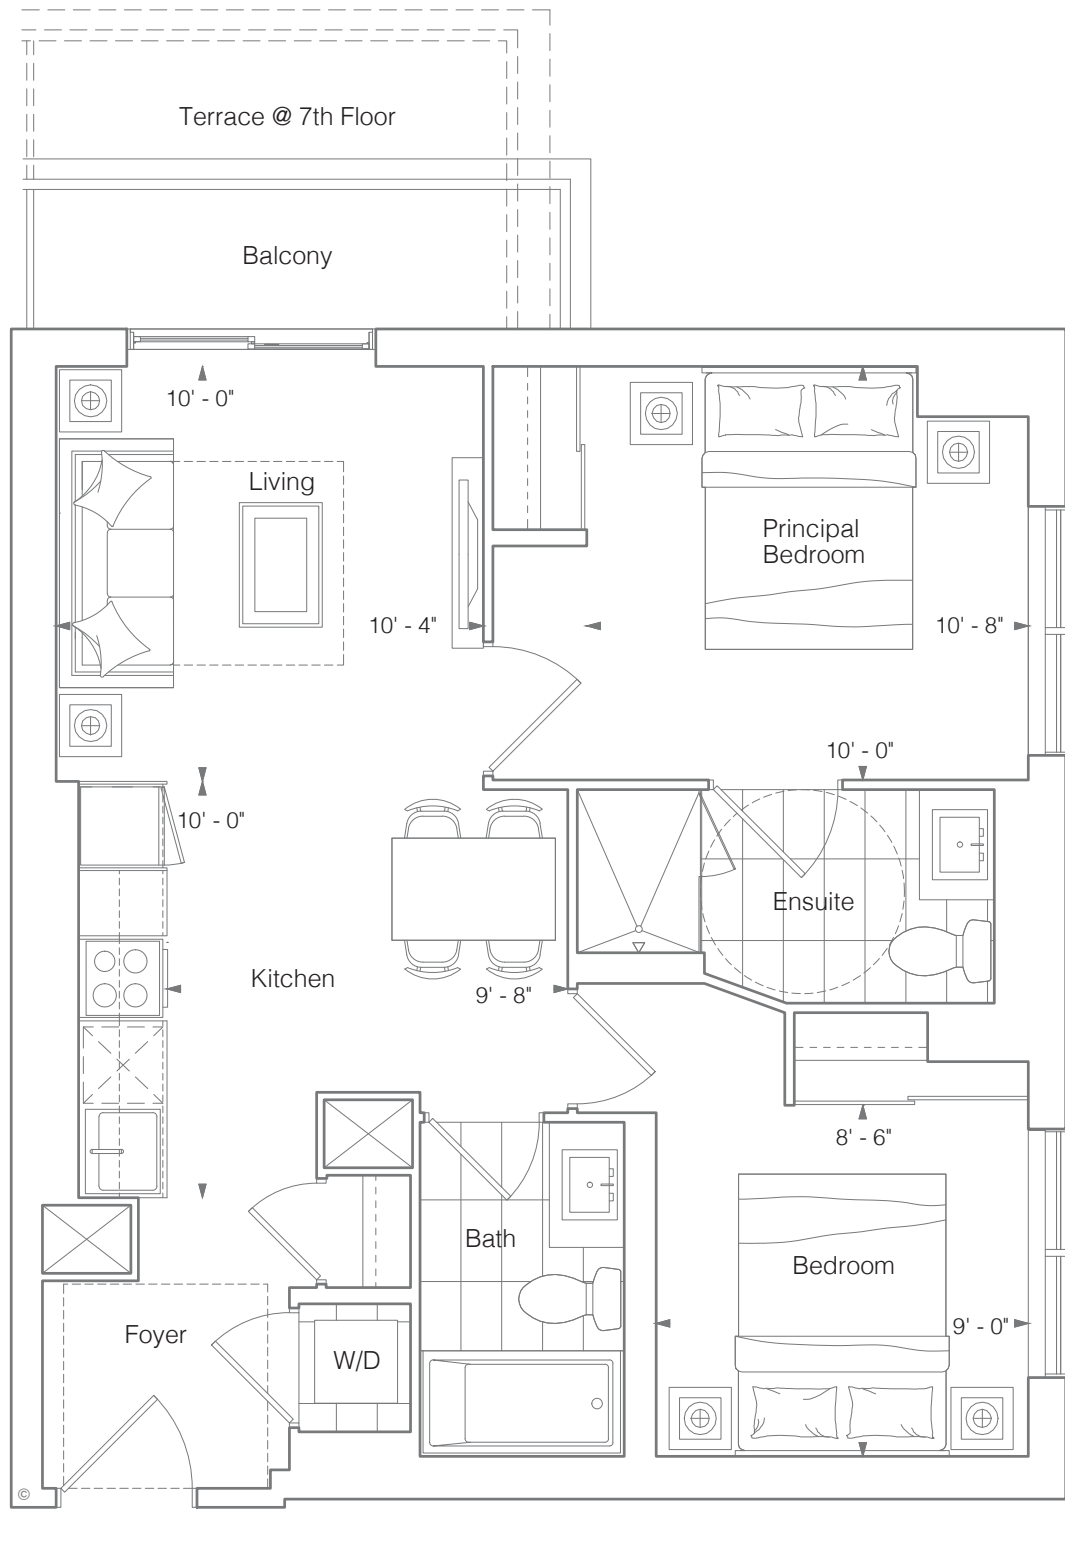 Terrace @ 7th Floor
Balcony
10' - 0"
Living
Principal
Bedroom
10' - 4"
10' - 8"
10' - 0"
10' - 0"
Ensuite
Kitchen
9' - 8"
8' - 6"
Bath
Bedroom
Foyer
9' - 0"
W/D
©